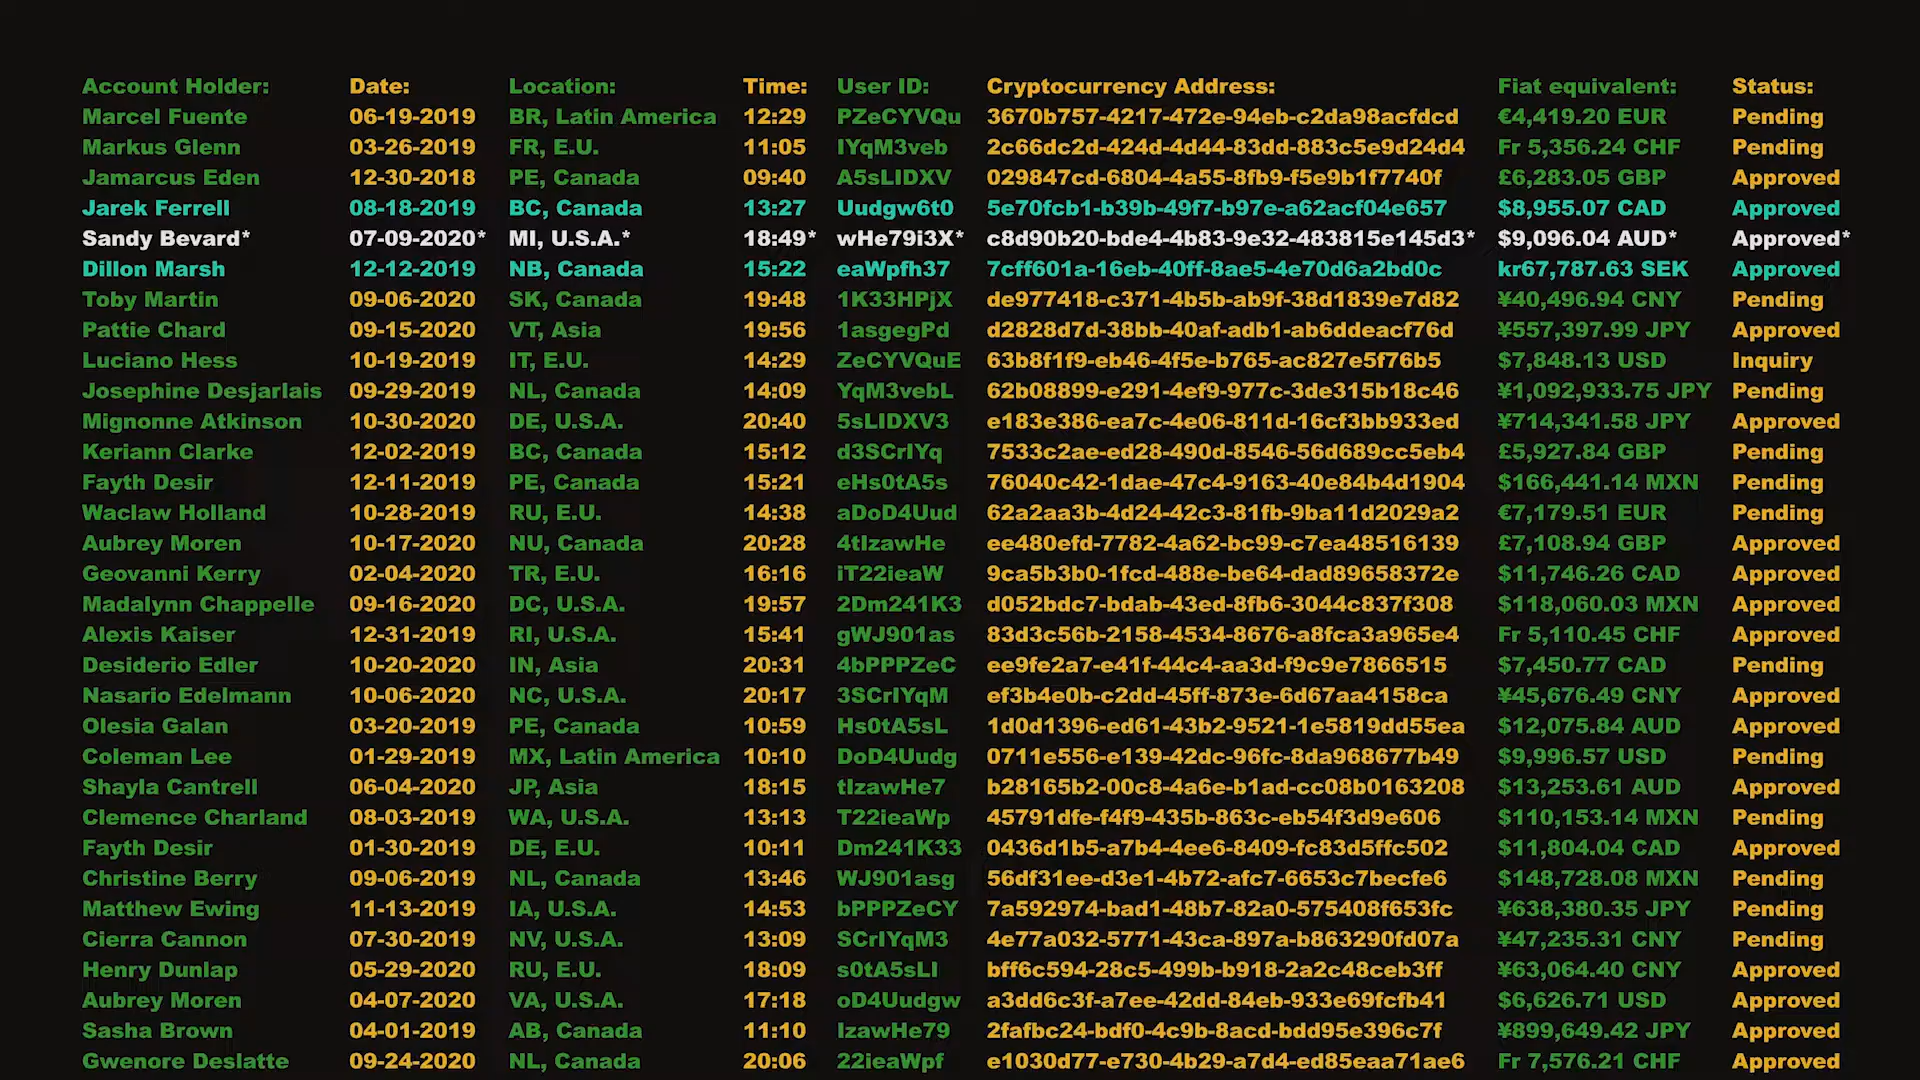 Account Holder: Date: Location: Time: User ID: Cryptocurrency Address: Fiat equivalent: Status:
Marcel Fuente 06-19-2019 BR, Latin America 12:29 PZeCYVQu 3670b757-4217-472e-94eb-c2da98acfdcd €4,419.20 EUR Pending
Markus Glenn 03-26-2019 FR, E.U. 11:05 IYqM3veb 2c66dc2d-424d-4d44-83dd-883c5e9d24d4 Fr 5,356.24 CHF Pending
Jamarcus Eden 12-30-2018 PE, Canada 09:40 A5sLIDXV 029847cd-6804-4a55-8fb9-f5e9b1f7740f £6,283.05 GBP Approved
Jarek Ferrell 08-18-2019 BC, Canada 13:27 Uudgw6t0 5e70fcb1-b39b-49f7-b97e-a62acf04e657 $8,955.07 CAD Approved
Sandy Bevard* 07-09-2020* MI, U.S.A.* 18:49* wHe79i3X* c8d90b20-bde4-4b83-9e32-483815e145d3* $9,096.04 AUD* Approved*
Dillon Marsh 12-12-2019 NB, Canada 15:22 eaWpfh37 7cff601a-16eb-40ff-8ae5-4e70d6a2bd0c kr67,787.63 SEK Approved
Toby Martin 09-06-2020 SK, Canada 19:48 1K33HPjX de977418-c371-4b5b-ab9f-38d1839e7d82 ¥40,496.94 CNY Pending
Pattie Chard 09-15-2020 VT, Asia 19:56 1asgegPd d2828d7d-38bb-40af-adb1-ab6ddeacf76d ¥557,397.99 JPY Approved
Luciano Hess 10-19-2019 IT, E.U. 14:29 ZeCYVQuE 63b8f1f9-eb46-4f5e-b765-ac827e5f76b5 $7,848.13 USD Inquiry
Josephine Desjarlais 09-29-2019 NL, Canada 14:09 YqM3vebL 62b08899-e291-4ef9-977c-3de315b18c46 ¥1,092,933.75 JPY Pending
Mignonne Atkinson 10-30-2020 DE, U.S.A. 20:40 5sLIDXV3 e183e386-ea7c-4e06-811d-16cf3bb933ed ¥714,341.58 JPY Approved
Keriann Clarke 12-02-2019 BC, Canada 15:12 d3SCrIYq 7533c2ae-ed28-490d-8546-56d689cc5eb4 £5,927.84 GBP Pending
Fayth Desir 12-11-2019 PE, Canada 15:21 eHs0tA5s 76040c42-1dae-47c4-9163-40e84b4d1904 $166,441.14 MXN Pending
Waclaw Holland 10-28-2019 RU, E.U. 14:38 aDoD4Uud 62a2aa3b-4d24-42c3-81fb-9ba11d2029a2 €7,179.51 EUR Pending
Aubrey Moren 10-17-2020 NU, Canada 20:28 4tIzawHe ee480efd-7782-4a62-bc99-c7ea48516139 £7,108.94 GBP Approved
Geovanni Kerry 02-04-2020 TR, E.U. 16:16 iT22ieaW 9ca5b3b0-1fcd-488e-be64-dad89658372e $11,746.26 CAD Approved
Madalynn Chappelle 09-16-2020 DC, U.S.A. 19:57 2Dm241K3 d052bdc7-bdab-43ed-8fb6-3044c837f308 $118,060.03 MXN Approved
Alexis Kaiser 12-31-2019 RI, U.S.A. 15:41 gWJ901as 83d3c56b-2158-4534-8676-a8fca3a965e4 Fr 5,110.45 CHF Approved
Desiderio Edler 10-20-2020 IN, Asia 20:31 4bPPPZeC ee9fe2a7-e41f-44c4-aa3d-f9c9e7866515 $7,450.77 CAD Pending
Nasario Edelmann 10-06-2020 NC, U.S.A. 20:17 3SCrIYqM ef3b4e0b-c2dd-45ff-873e-6d67aa4158ca ¥45,676.49 CNY Approved
Olesia Galan 03-20-2019 PE, Canada 10:59 Hs0tA5sL 1d0d1396-ed61-43b2-9521-1e5819dd55ea $12,075.84 AUD Approved
Coleman Lee 01-29-2019 MX, Latin America 10:10 DoD4Uudg 0711e556-e139-42dc-96fc-8da968677b49 $9,996.57 USD Pending
Shayla Cantrell 06-04-2020 JP, Asia 18:15 tIzawHe7 b28165b2-00c8-4a6e-b1ad-cc08b0163208 $13,253.61 AUD Approved
Clemence Charland 08-03-2019 WA, U.S.A. 13:13 T22ieaWp 45791dfe-f4f9-435b-863c-eb54f3d9e606 $110,153.14 MXN Pending
Fayth Desir 01-30-2019 DE, E.U. 10:11 Dm241K33 0436d1b5-a7b4-4ee6-8409-fc83d5ffc502 $11,804.04 CAD Approved
Christine Berry 09-06-2019 NL, Canada 13:46 WJ901asg 56df31ee-d3e1-4b72-afc7-6653c7becfe6 $148,728.08 MXN Pending
Matthew Ewing 11-13-2019 IA, U.S.A. 14:53 bPPPZeCY 7a592974-bad1-48b7-82a0-575408f653fc ¥638,380.35 JPY Pending
Cierra Cannon 07-30-2019 NV, U.S.A. 13:09 SCrIYqM3 4e77a032-5771-43ca-897a-b863290fd07a ¥47,235.31 CNY Pending
Henry Dunlap 05-29-2020 RU, E.U. 18:09 s0tA5sLI bff6c594-28c5-499b-b918-2a2c48ceb3ff ¥63,064.40 CNY Approved
Aubrey Moren 04-07-2020 VA, U.S.A. 17:18 oD4Uudgw a3dd6c3f-a7ee-42dd-84eb-933e69fcfb41 $6,626.71 USD Approved
Sasha Brown 04-01-2019 AB, Canada 11:10 IzawHe79 2fafbc24-bdf0-4c9b-8acd-bdd95e396c7f ¥899,649.42 JPY Approved
Gwenore Deslatte 09-24-2020 NL, Canada 20:06 22ieaWpf e1030d77-e730-4b29-a7d4-ed85eaa71ae6 Fr 7,576.21 CHF Approved